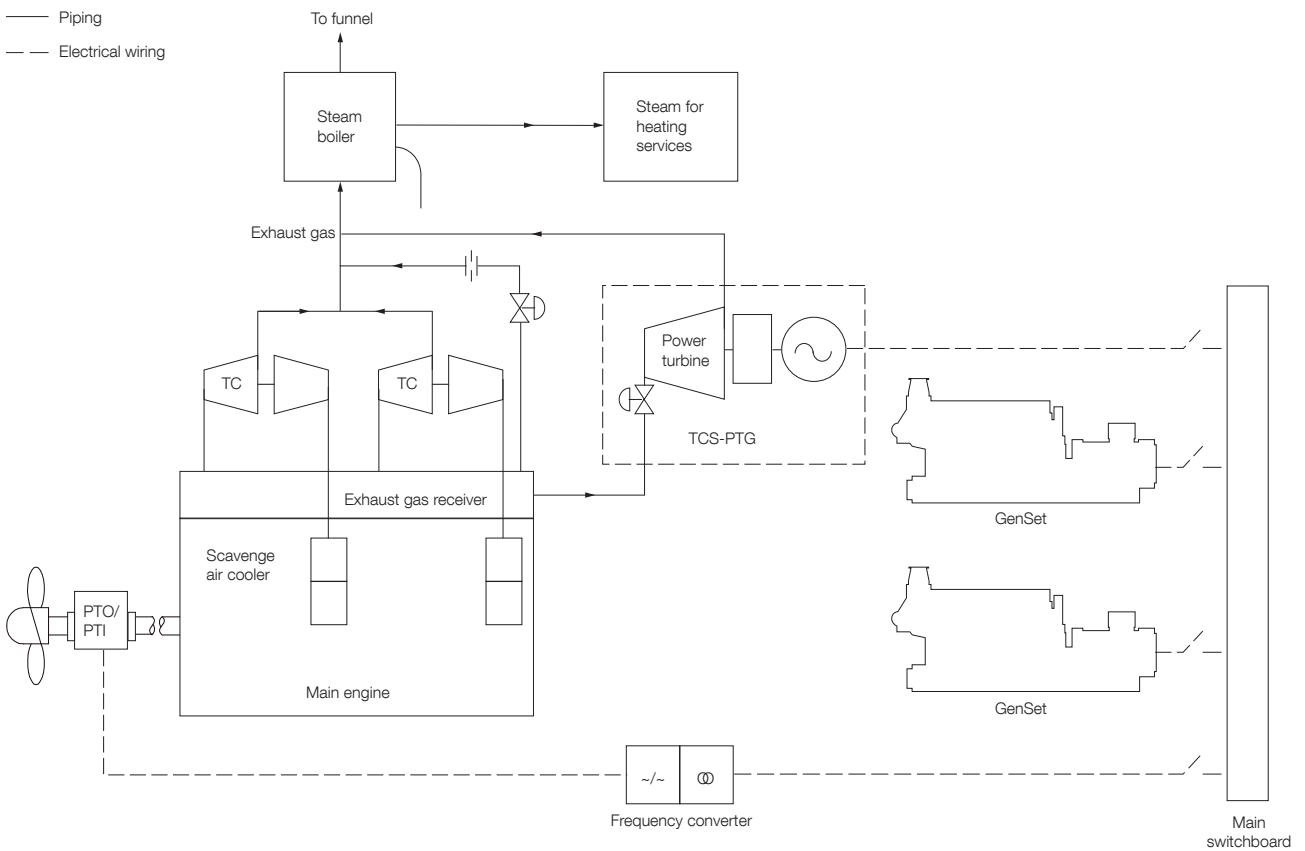 Piping
Electrical wiring
To funnel
Steam
boiler
Steam for
heating
services
Exhaust gas
TC
TC
Power
turbine
TCS-PTG
Exhaust gas receiver
GenSet
Scavenge
air cooler
PTO/
PTI
Main engine
GenSet
~/~
Frequency converter
Main
switchboard